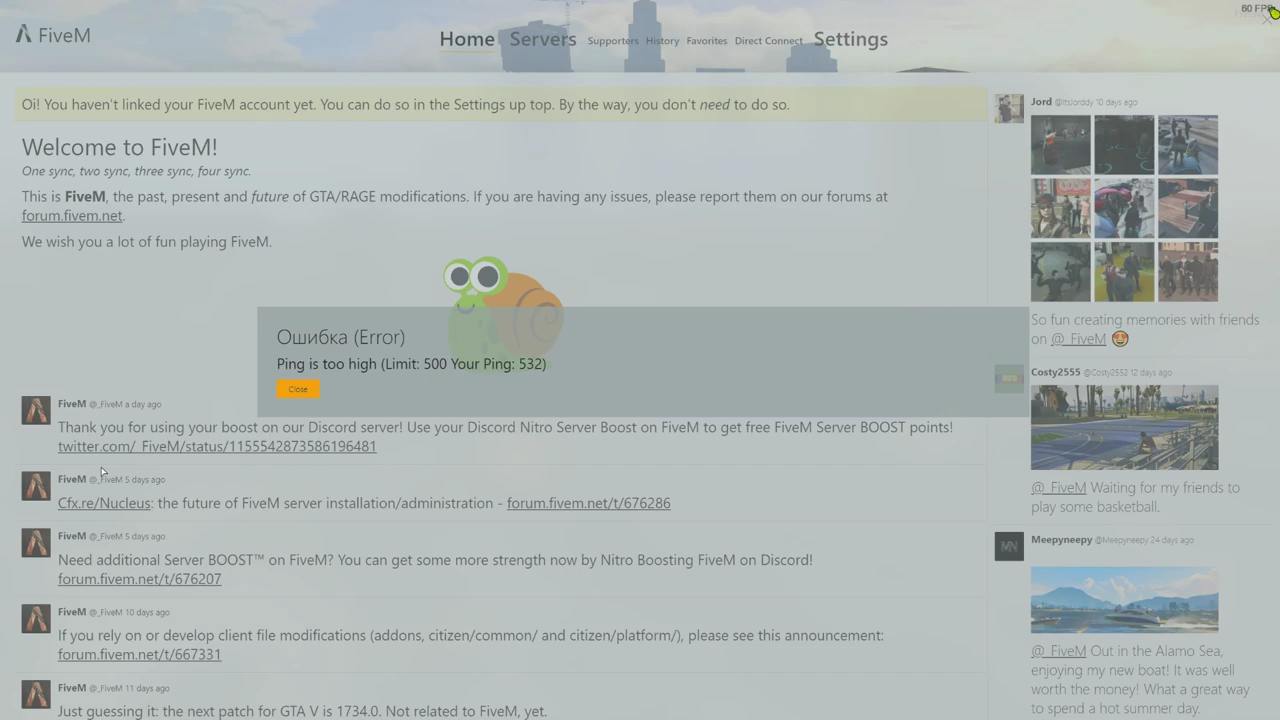 60 FPS
FiveM
Home Servers Supporters History Favorites Direct Connect Settings
Oi! You haven't linked your FiveM account yet. You can do so in the Settings up top. By the way, you don't need to do so.
Welcome to FiveM!
One sync, two sync, three sync, four sync.
This is FiveM, the past, present and future of GTA/RAGE modifications. If you are having any issues, please report them on our forums at
forum.fivem.net.
We wish you a lot of fun playing FiveM.
Ошибка (Error)
Ping is too high (Limit: 500 Your Ping: 532)
Close
FiveM @_FiveM a day ago
Thank you for using your boost on our Discord server! Use your Discord Nitro Server Boost on FiveM to get free FiveM Server BOOST points!
twitter.com/_FiveM/status/1155542873586196481
FiveM @_FiveM 5 days ago
Cfx.re/Nucleus: the future of FiveM server installation/administration - forum.fivem.net/t/676286
FiveM @_FiveM 5 days ago
Need additional Server BOOST™ on FiveM? You can get some more strength now by Nitro Boosting FiveM on Discord!
forum.fivem.net/t/676207
FiveM @_FiveM 10 days ago
If you rely on or develop client file modifications (addons, citizen/common/ and citizen/platform/), please see this announcement:
forum.fivem.net/t/667331
FiveM @_FiveM 11 days ago
Just guessing it: the next patch for GTA V is 1734.0. Not related to FiveM, yet.
Jord @ItsJorddy 10 days ago
So fun creating memories with friends
on @_FiveM
Costy2555 @Costy2552 12 days ago
@_FiveM Waiting for my friends to
play some basketball.
MN
Meepyneepy @Meepyneepy 24 days ago
@_FiveM Out in the Alamo Sea,
enjoying my new boat! It was well
worth the money! What a great way
to spend a hot summer day.